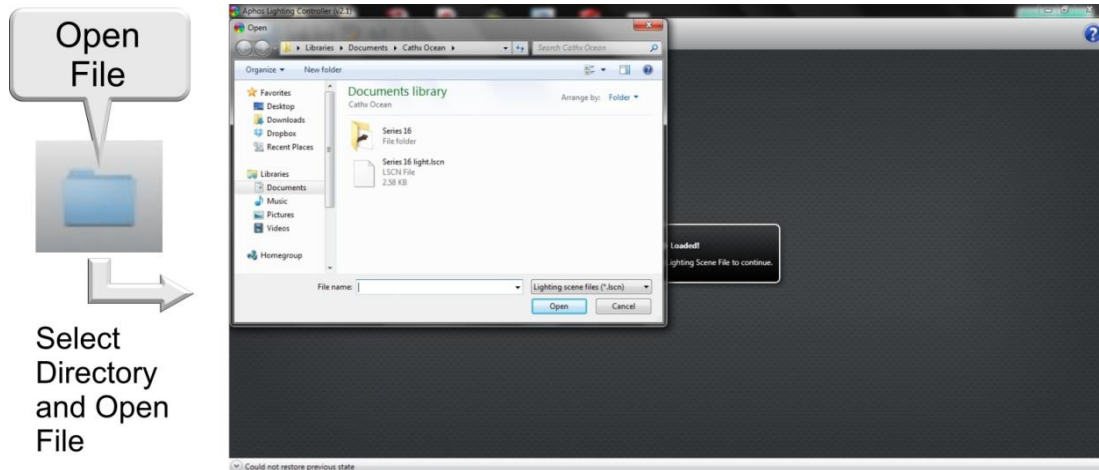 Open
File
Select
Directory
and Open
File
Aphos Lighting Controller (v2.1)
Open
Libraries ▸ Documents ▸ Cathx Ocean ▸
Search Cathx Ocean
Organize
New folder
Favorites
Desktop
Downloads
Dropbox
Recent Places
Libraries
Documents
Music
Pictures
Videos
Homegroup
Documents library
Cathx Ocean
Arrange by: Folder
Series 16
File folder
Series 16 light.lscn
LSCN File
2.58 KB
File name:
Lighting scene files (*.lscn)
Open
Cancel
Loaded!
Lighting Scene File to continue.
Could not restore previous state